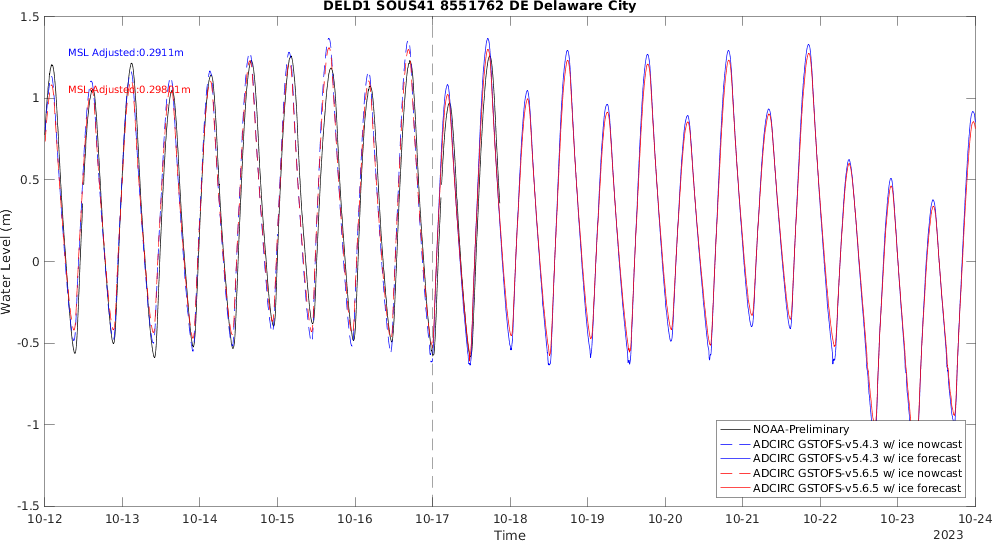 DELD1 SOUS41 8551762 DE Delaware City
1.5
1
0.5
0
-0.5
-1
-1.5
Water Level (m)
MSL Adjusted:0.2911m
MSL Adjusted:0.29801m
NOAA-Preliminary
ADCIRC GSTOFS-v5.4.3 w/ ice nowcast
ADCIRC GSTOFS-v5.4.3 w/ ice forecast
ADCIRC GSTOFS-v5.6.5 w/ ice nowcast
ADCIRC GSTOFS-v5.6.5 w/ ice forecast
10-12 10-13 10-14 10-15 10-16 10-17 10-18 10-19 10-20 10-21 10-22 10-23 10-24
Time
2023